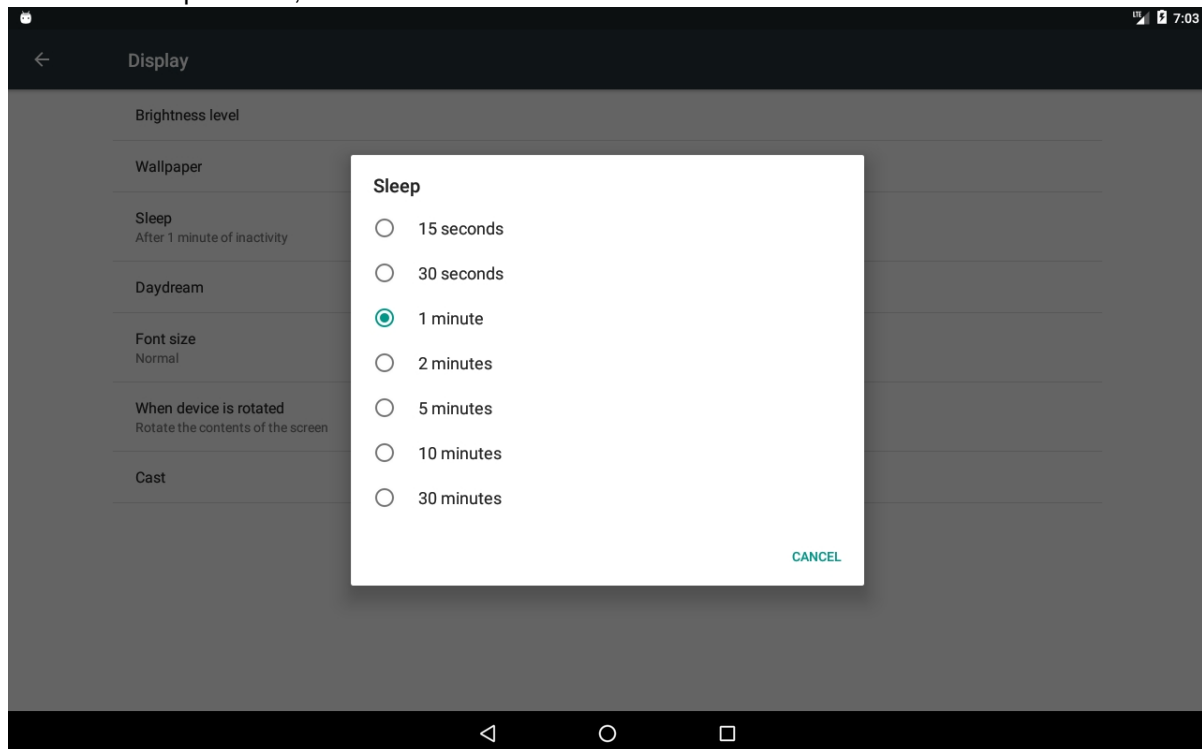 LTE 7:03
Display
Brightness level
Wallpaper
Sleep
After 1 minute of inactivity
Daydream
Font size
Normal
When device is rotated
Rotate the contents of the screen
Cast
Sleep
15 seconds
30 seconds
1 minute
2 minutes
5 minutes
10 minutes
30 minutes
CANCEL